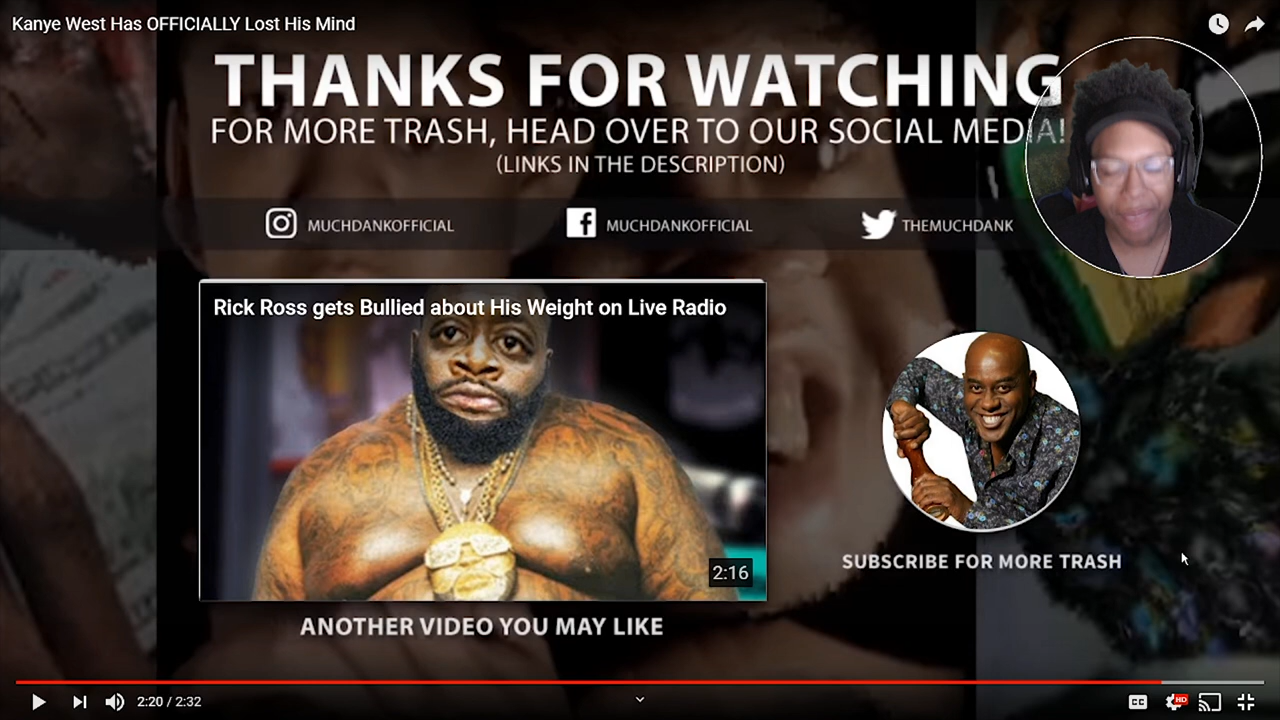 Kanye West Has OFFICIALLY Lost His Mind
THANKS FOR WATCHING
FOR MORE TRASH, HEAD OVER TO OUR SOCIAL MEDIA!
(LINKS IN THE DESCRIPTION)
MUCHDANKOFFICIAL
MUCHDANKOFFICIAL
THEMUCHDANK
Rick Ross gets Bullied about His Weight on Live Radio
2:16
SUBSCRIBE FOR MORE TRASH
ANOTHER VIDEO YOU MAY LIKE
2:20 / 2:32
CC
HD